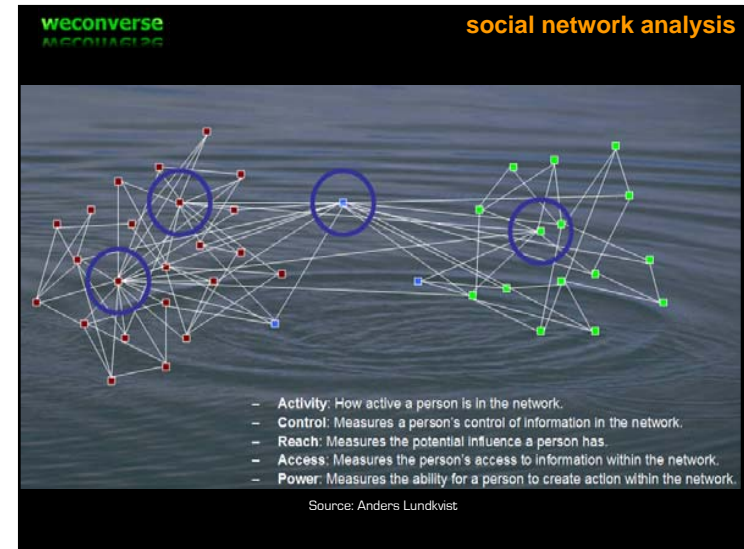 weconverse
social network analysis
– Activity: How active a person is in the network.
– Control: Measures a person's control of information in the network.
– Reach: Measures the potential influence a person has.
– Access: Measures the person's access to information within the network.
– Power: Measures the ability for a person to create action within the network.
Source: Anders Lundkvist